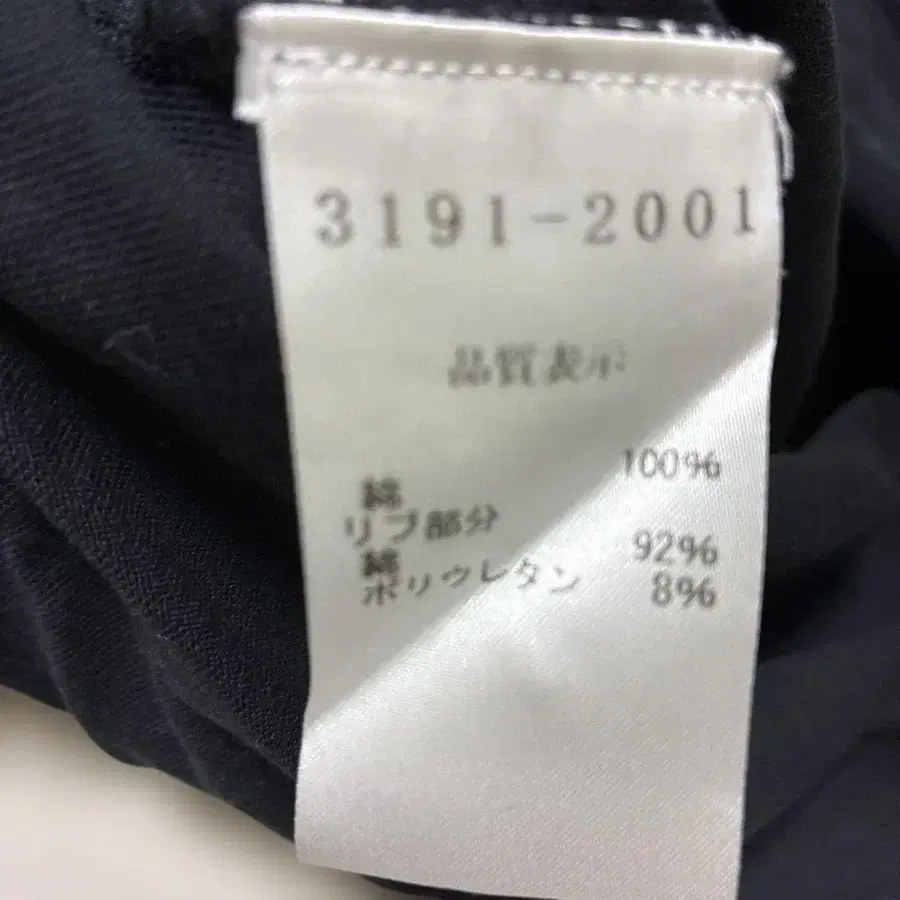 3191-2001
品質表示
綿 100%
リブ部分
綿 92%
ポリウレタン 8%